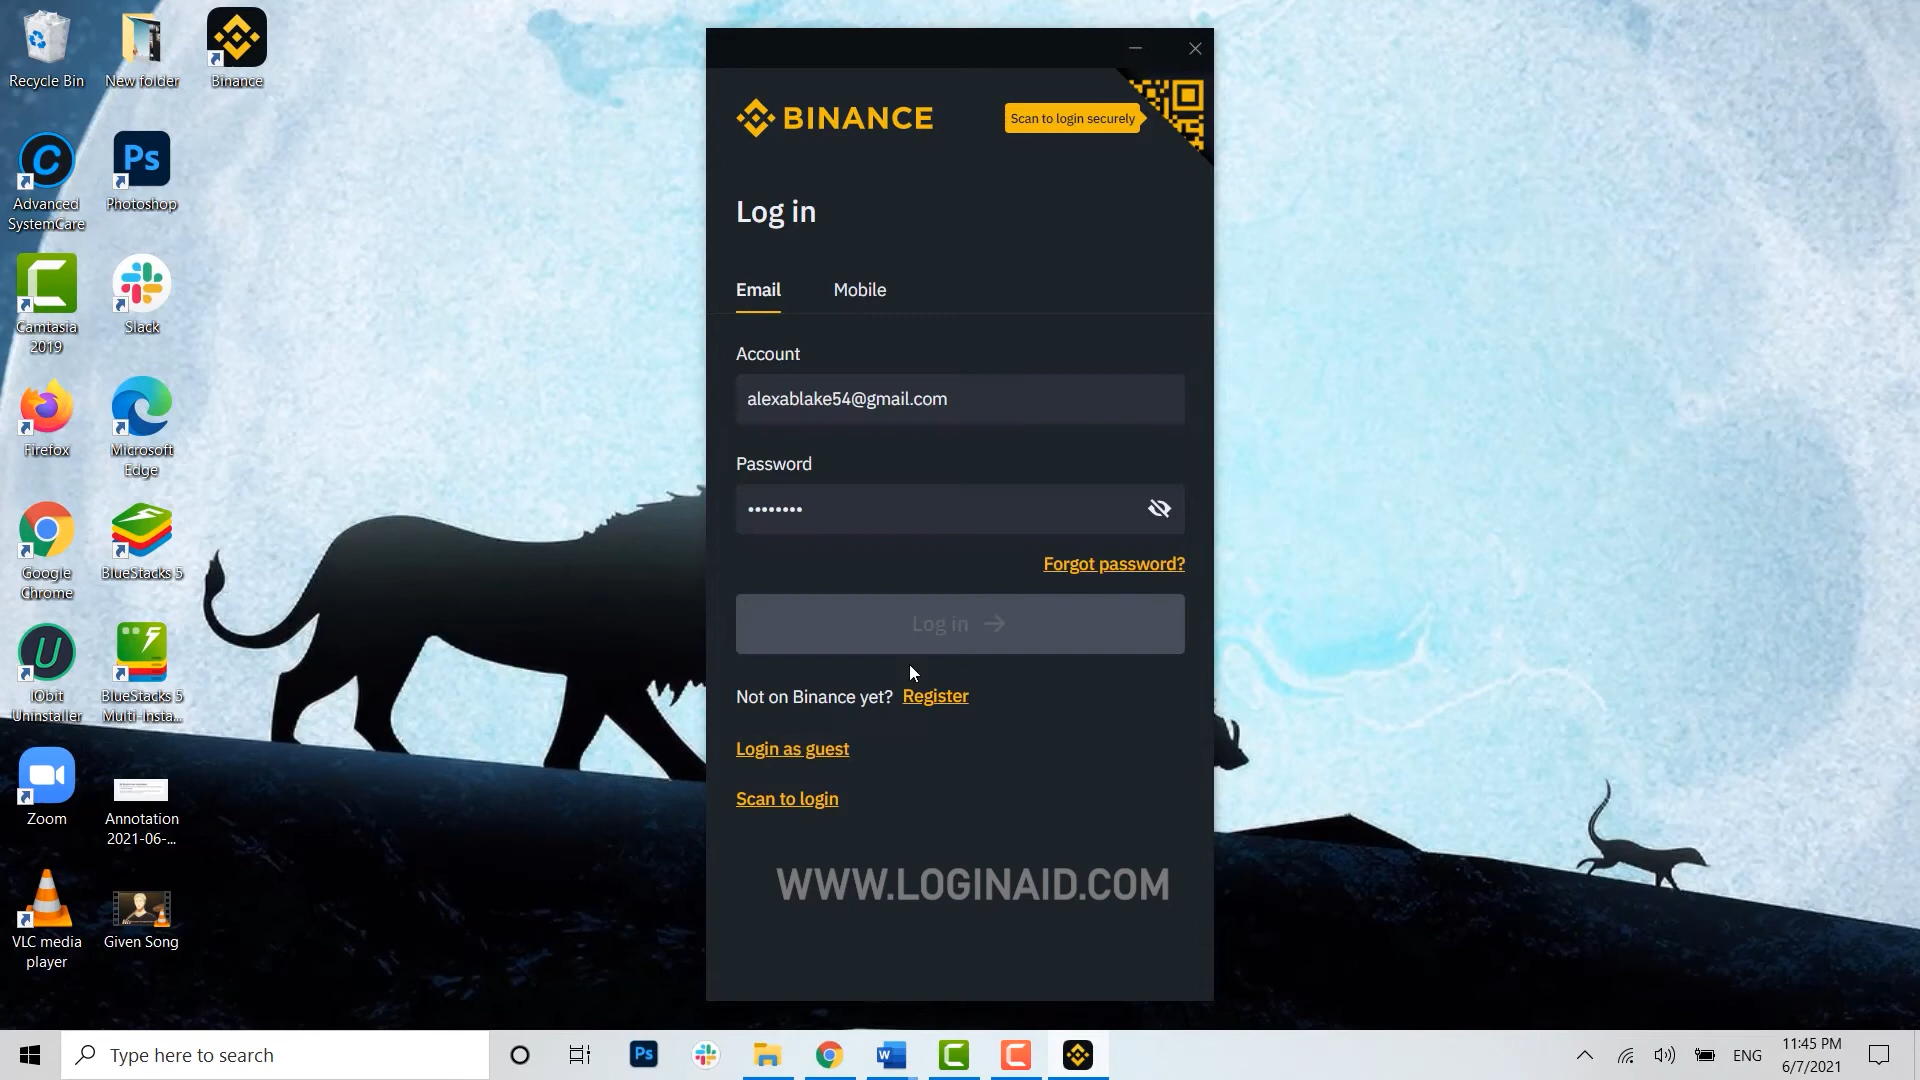 Recycle Bin
New folder
Binance
Advanced
SystemCare
Ps
Photoshop
Camtasia
2019
Slack
Firefox
Microsoft
Edge
Google
Chrome
BlueStacks 5
IObit
Uninstaller
BlueStacks 5
Multi-Insta...
Zoom
Annotation
2021-06-...
VLC media
player
Given Song
BINANCE
Scan to login securely
Log in
Email
Mobile
Account
alexablake54@gmail.com
Password
••••••••
Forgot password?
Log in
Not on Binance yet? Register
Login as guest
Scan to login
WWW.LOGINAID.COM
Type here to search
Ps
ENG
11:45 PM
6/7/2021